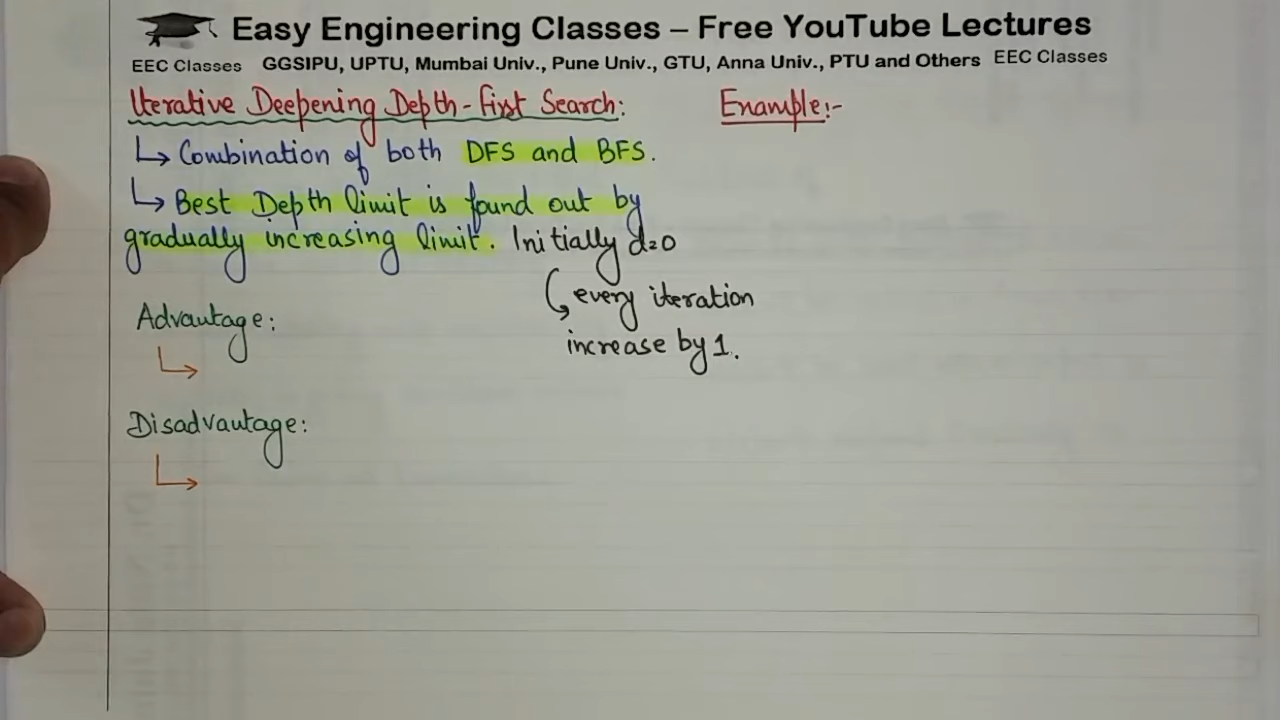 Easy Engineering Classes – Free YouTube Lectures
EEC Classes GGSIPU, UPTU, Mumbai Univ., Pune Univ., GTU, Anna Univ., PTU and Others EEC Classes
Iterative Deepening Depth-First Search:
Example:-
↳ Combination of both DFS and BFS.
↳ Best Depth limit is found out by
gradually increasing limit. Initially d=0
↳ every iteration
increase by 1.
Advantage:
↳
Disadvantage:
↳